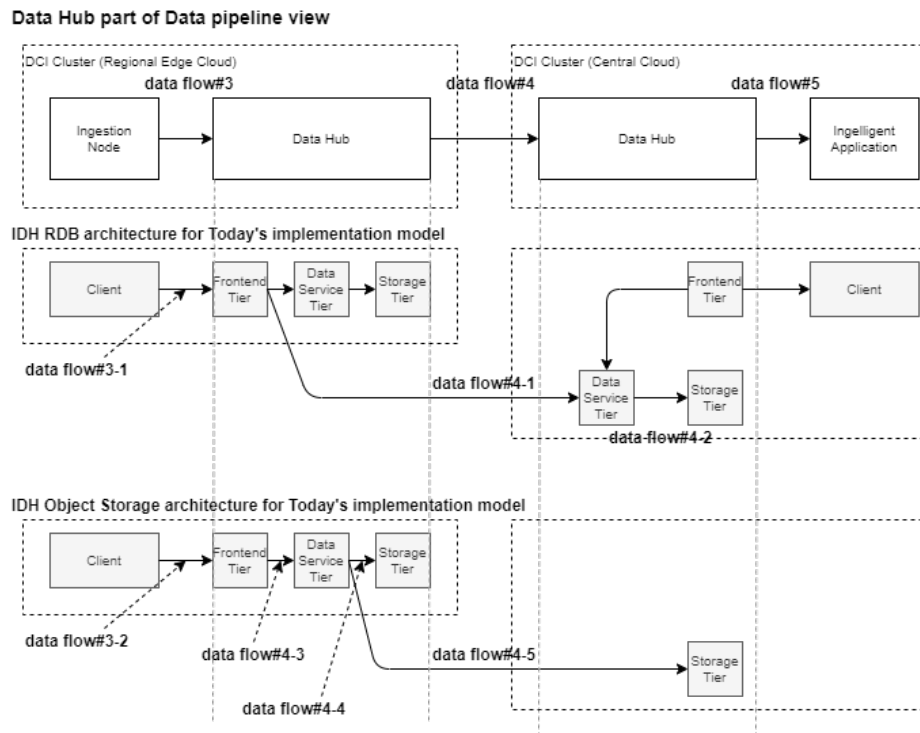 Data Hub part of Data pipeline view
DCI Cluster (Regional Edge Cloud)
DCI Cluster (Central Cloud)
data flow#3
data flow#4
data flow#5
Ingestion
Node
Data Hub
Data Hub
Ingelligent
Application
IDH RDB architecture for Today's implementation model
Client
Frontend
Tier
Data
Service
Tier
Storage
Tier
Frontend
Tier
Client
data flow#3-1
data flow#4-1
Data
Service
Tier
Storage
Tier
data flow#4-2
IDH Object Storage architecture for Today's implementation model
Client
Frontend
Tier
Data
Service
Tier
Storage
Tier
data flow#3-2
data flow#4-3
data flow#4-5
Storage
Tier
data flow#4-4